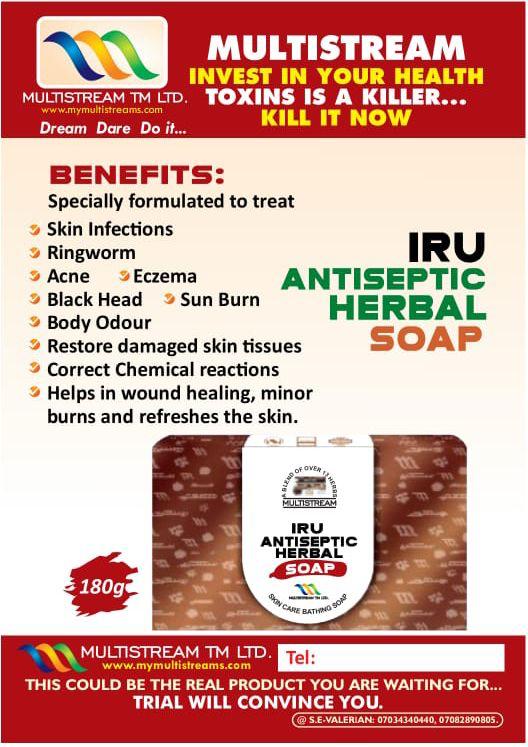 MULTISTREAM TM LTD.
www.mymultistreams.com
Dream Dare Do it...
MULTISTREAM
INVEST IN YOUR HEALTH
TOXINS IS A KILLER...
KILL IT NOW
BENEFITS:
Specially formulated to treat
Skin Infections
Ringworm
Acne Eczema
Black Head Sun Burn
Body Odour
Restore damaged skin tissues
Correct Chemical reactions
Helps in wound healing, minor
burns and refreshes the skin.
IRU
ANTISEPTIC
HERBAL
SOAP
A BLEND OF OVER 13 HERBS
MULTISTREAM
IRU
ANTISEPTIC
HERBAL
SOAP
MULTISTREAM TM LTD.
SKIN CARE BATHING SOAP
180g
MULTISTREAM TM LTD.
www.mymultistreams.com
Tel:
THIS COULD BE THE REAL PRODUCT YOU ARE WAITING FOR...
TRIAL WILL CONVINCE YOU.
@ S.E-VALERIAN: 07034340440, 07082890805.